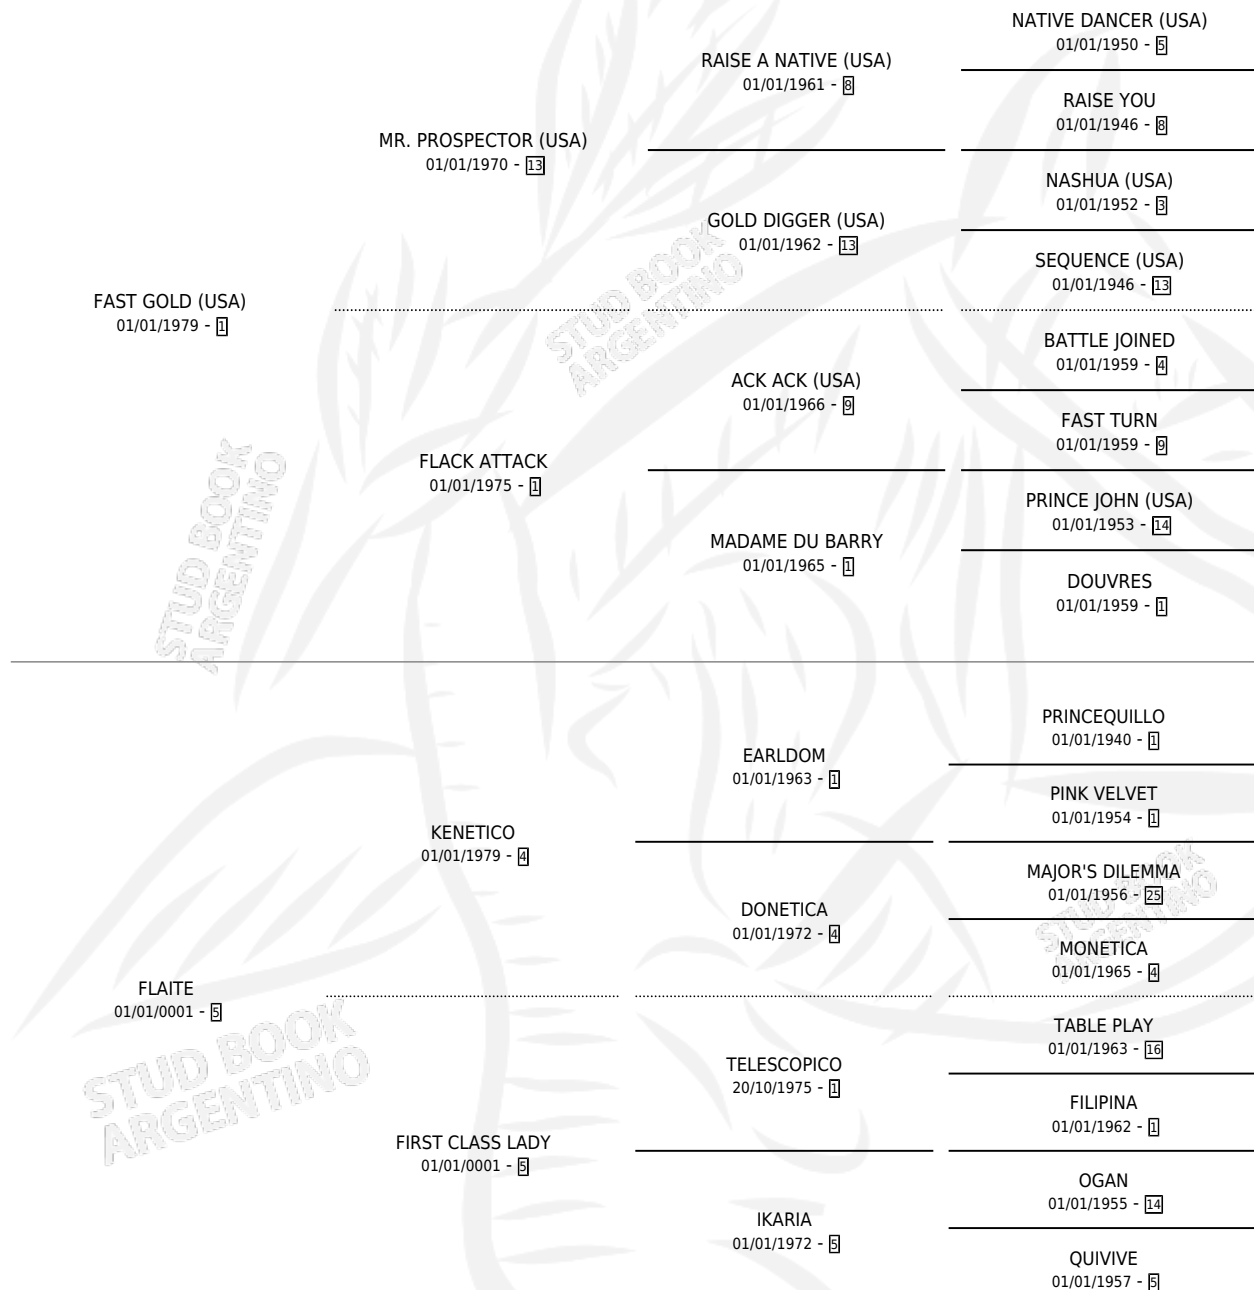 NATIVE DANCER (USA)
01/01/1950 - 5
RAISE A NATIVE (USA)
01/01/1961 - 8
RAISE YOU
01/01/1946 - 8
MR. PROSPECTOR (USA)
01/01/1970 - 13
NASHUA (USA)
01/01/1952 - 3
GOLD DIGGER (USA)
01/01/1962 - 13
SEQUENCE (USA)
01/01/1946 - 13
FAST GOLD (USA)
01/01/1979 - 1
STUD BOOK
ARGENTINO
BATTLE JOINED
01/01/1959 - 4
ACK ACK (USA)
01/01/1966 - 9
FAST TURN
01/01/1959 - 9
FLACK ATTACK
01/01/1975 - 1
PRINCE JOHN (USA)
01/01/1953 - 14
MADAME DU BARRY
01/01/1965 - 1
DOUVRES
01/01/1959 - 1
STUD BOOK
ARGENTINO
PRINCEQUILLO
01/01/1940 - 1
EARLDOM
01/01/1963 - 1
PINK VELVET
01/01/1954 - 1
KENETICO
01/01/1979 - 4
MAJOR'S DILEMMA
01/01/1956 - 25
DONETICA
01/01/1972 - 4
MONETICA
01/01/1965 - 4
STUD BOOK
ARGENTINO
FLAITE
01/01/0001 - 5
TABLE PLAY
01/01/1963 - 16
TELESCOPICO
20/10/1975 - 1
FILIPINA
01/01/1962 - 1
STUD BOOK
ARGENTINO
FIRST CLASS LADY
01/01/0001 - 5
OGAN
01/01/1955 - 14
IKARIA
01/01/1972 - 5
QUIVIVE
01/01/1957 - 5